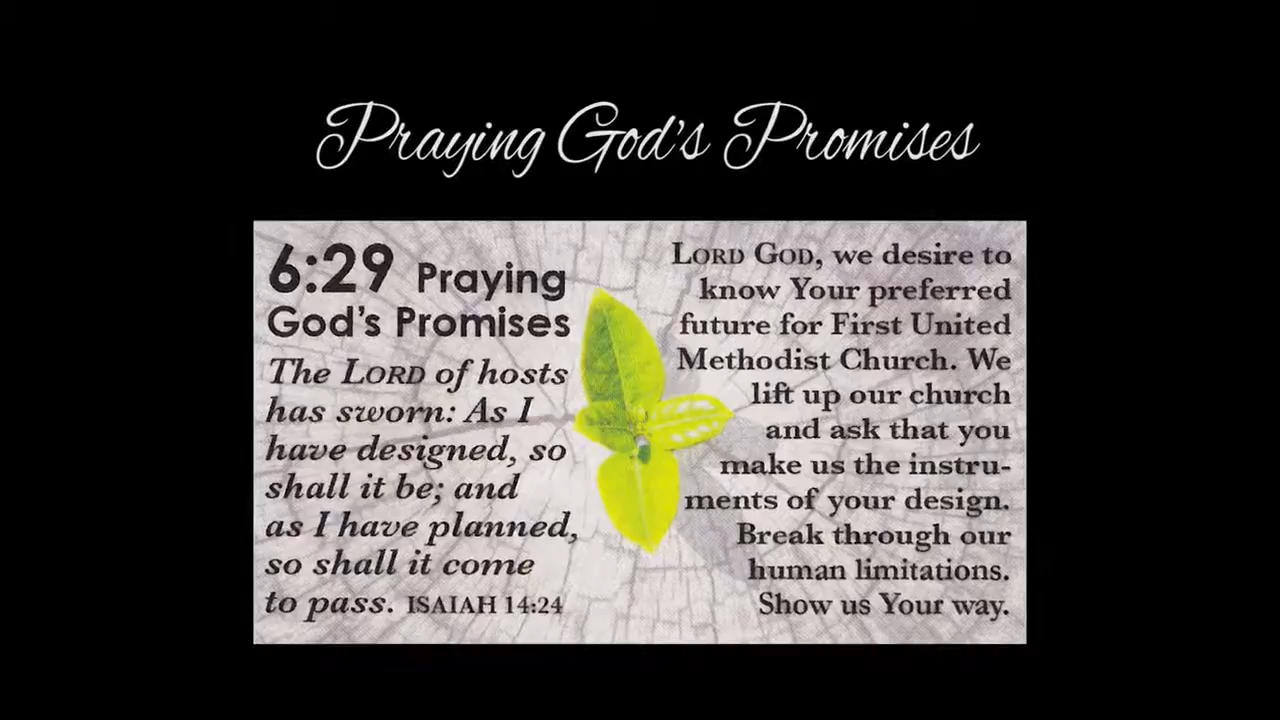 Praying God's Promises
6:29 Praying
God's Promises
The LORD of hosts
has sworn: As I
have designed, so
shall it be; and
as I have planned,
so shall it come
to pass. ISAIAH 14:24
LORD GOD, we desire to
know Your preferred
future for First United
Methodist Church. We
lift up our church
and ask that you
make us the instru-
ments of your design.
Break through our
human limitations.
Show us Your way.